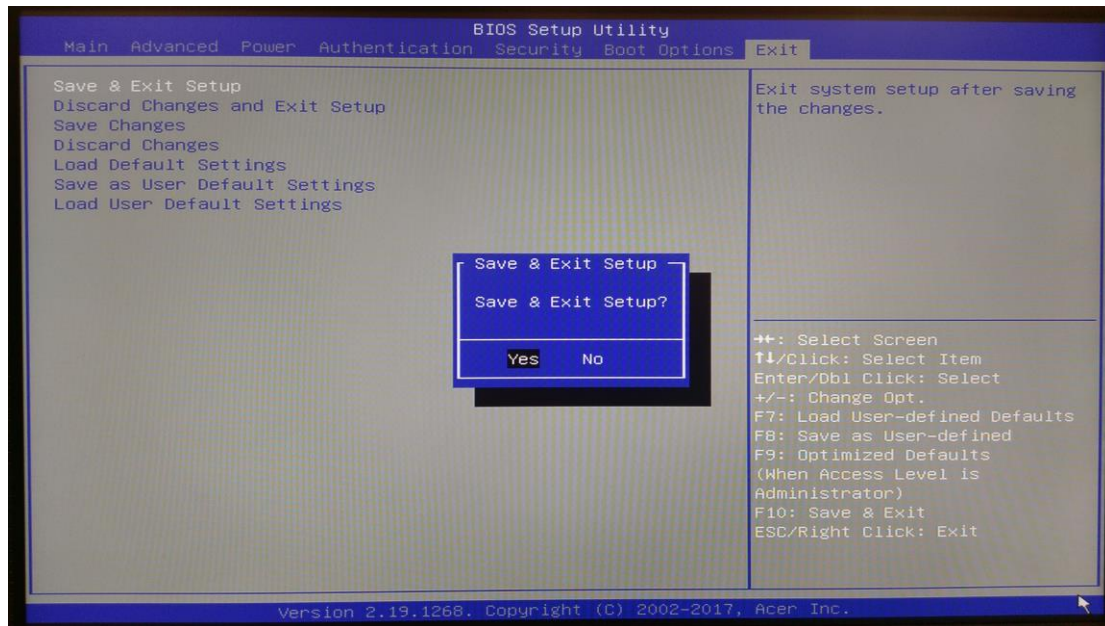 BIOS Setup Utility
Main Advanced Power Authentication Security Boot Options Exit
Save & Exit Setup
Discard Changes and Exit Setup
Save Changes
Discard Changes
Load Default Settings
Save as User Default Settings
Load User Default Settings
Exit system setup after saving
the changes.
Save & Exit Setup
Save & Exit Setup?
Yes No
→←: Select Screen
↑↓/Click: Select Item
Enter/Dbl Click: Select
+/-: Change Opt.
F7: Load User-defined Defaults
F8: Save as User-defined
F9: Optimized Defaults
(When Access Level is
Administrator)
F10: Save & Exit
ESC/Right Click: Exit
Version 2.19.1268. Copyright (C) 2002-2017, Acer Inc.